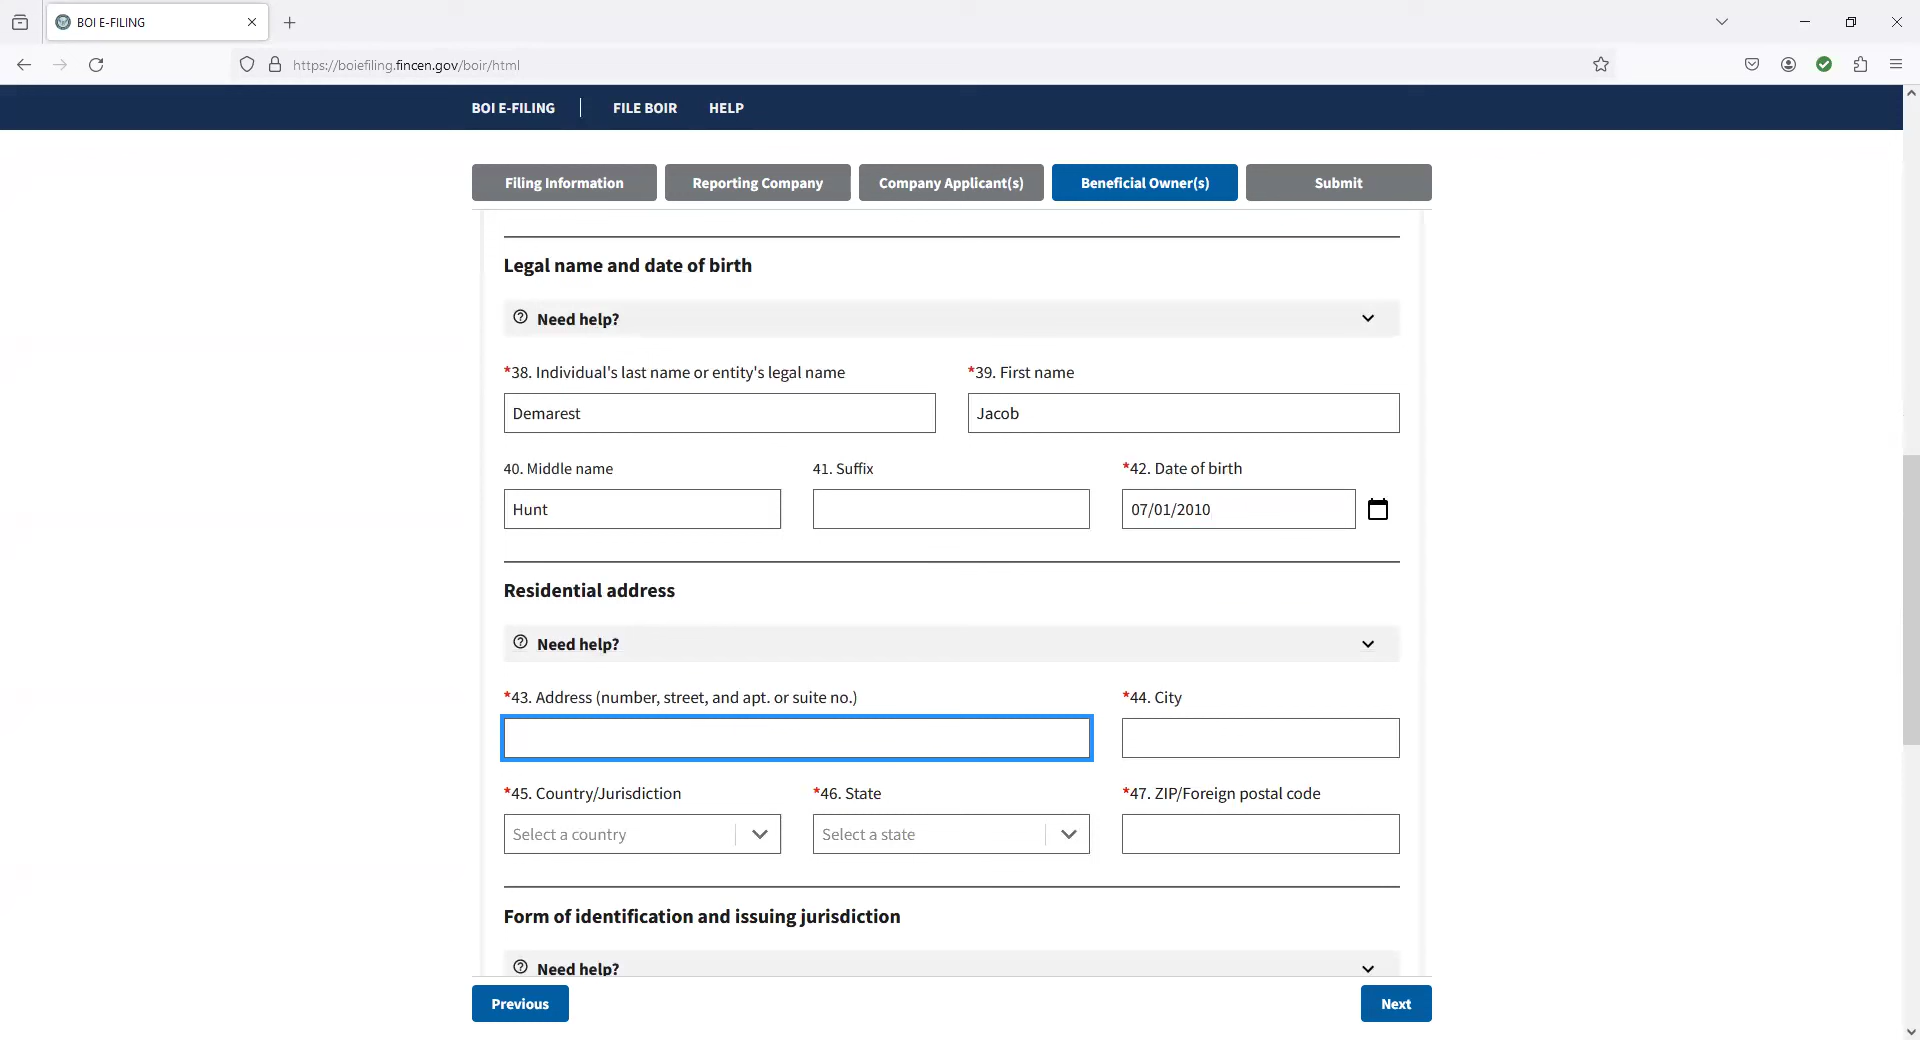 BOI E-FILING
https://boiefiling.fincen.gov/boir/html
BOI E-FILING FILE BOIR HELP
Filing Information Reporting Company Company Applicant(s) Beneficial Owner(s) Submit
Legal name and date of birth
Need help?
*38. Individual's last name or entity's legal name *39. First name
Demarest Jacob
40. Middle name 41. Suffix *42. Date of birth
Hunt 07/01/2010
Residential address
Need help?
*43. Address (number, street, and apt. or suite no.) *44. City
*45. Country/Jurisdiction *46. State *47. ZIP/Foreign postal code
Select a country Select a state
Form of identification and issuing jurisdiction
Need help?
Previous Next